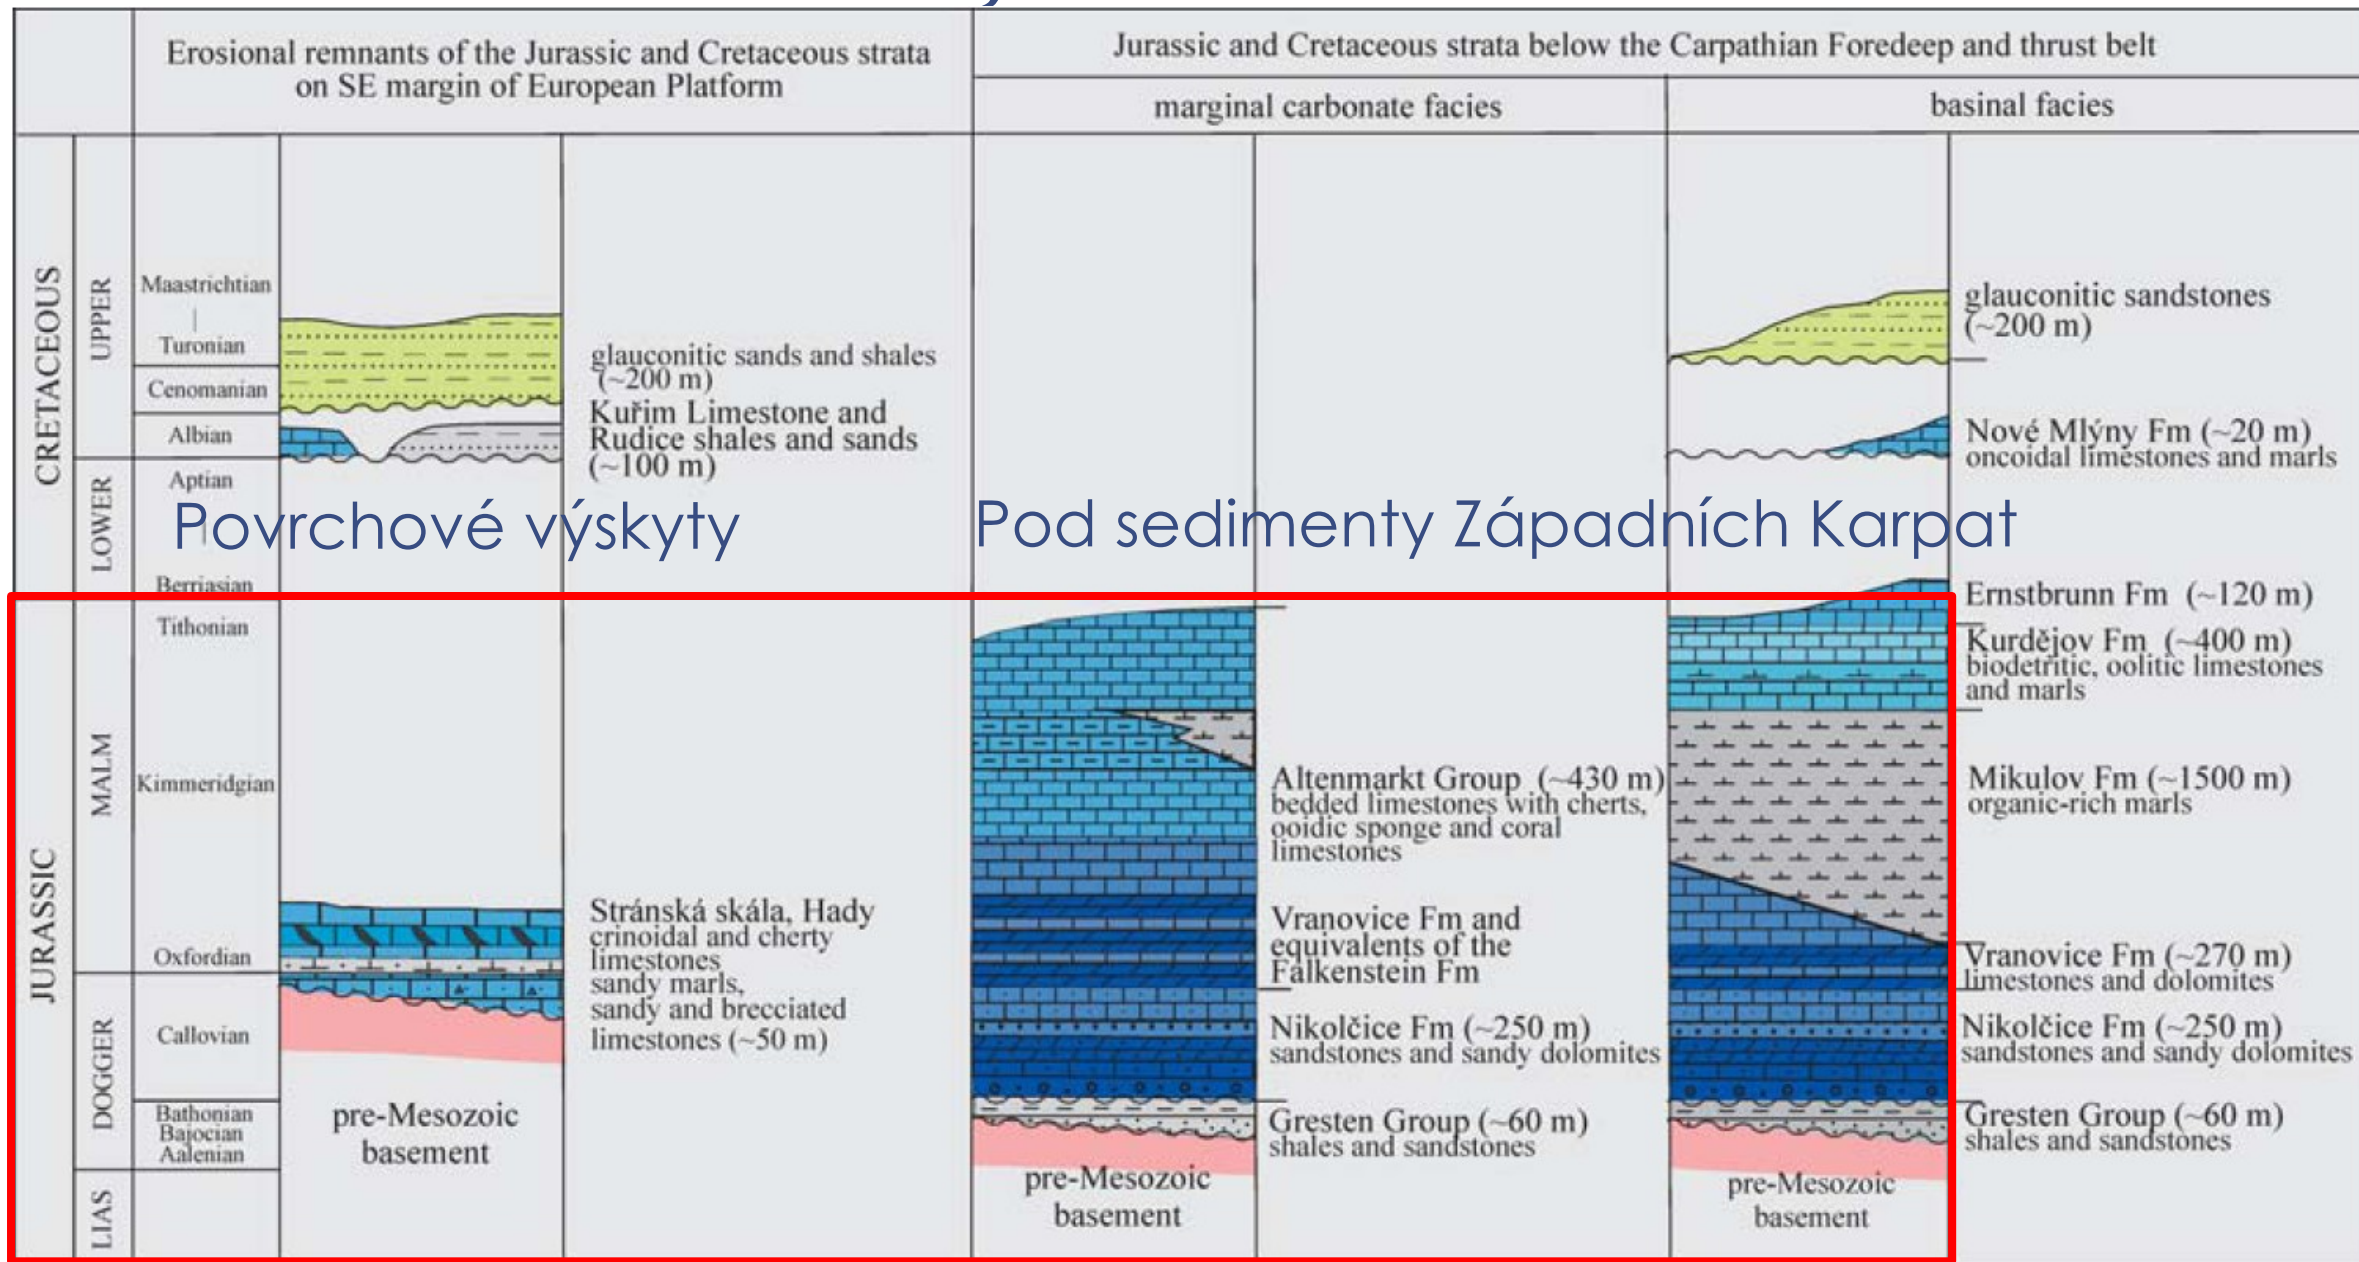 Erosional remnants of the Jurassic and Cretaceous strata
on SE margin of European Platform
Jurassic and Cretaceous strata below the Carpathian Foredeep and thrust belt
marginal carbonate facies
basinal facies
CRETACEOUS
UPPER
LOWER
JURASSIC
MALM
DOGGER
LIAS
Maastrichtian
Turonian
Cenomanian
Albian
Aptian
Berriasian
Tithonian
Kimmeridgian
Oxfordian
Callovian
Bathonian
Bajocian
Aalenian
glauconitic sands and shales
(~200 m)
Kuřim Limestone and
Rudice shales and sands
(~100 m)
Povrchové výskyty
Stránská skála, Hady
crinoidal and cherty
limestones
sandy marls,
sandy and brecciated
limestones (~50 m)
pre-Mesozoic
basement
Pod sedimenty Západních Karpat
Altenmarkt Group (~430 m)
bedded limestones with cherts,
ooidic sponge and coral
limestones
Vranovice Fm and
equivalents of the
Falkenstein Fm
Nikolčice Fm (~250 m)
sandstones and sandy dolomites
Gresten Group (~60 m)
shales and sandstones
pre-Mesozoic
basement
glauconitic sandstones
(~200 m)
Nové Mlýny Fm (~20 m)
oncoidal limestones and marls
Ernstbrunn Fm (~120 m)
Kurdějov Fm (~400 m)
biodetritic, oolitic limestones
and marls
Mikulov Fm (~1500 m)
organic-rich marls
Vranovice Fm (~270 m)
limestones and dolomites
Nikolčice Fm (~250 m)
sandstones and sandy dolomites
Gresten Group (~60 m)
shales and sandstones
pre-Mesozoic
basement